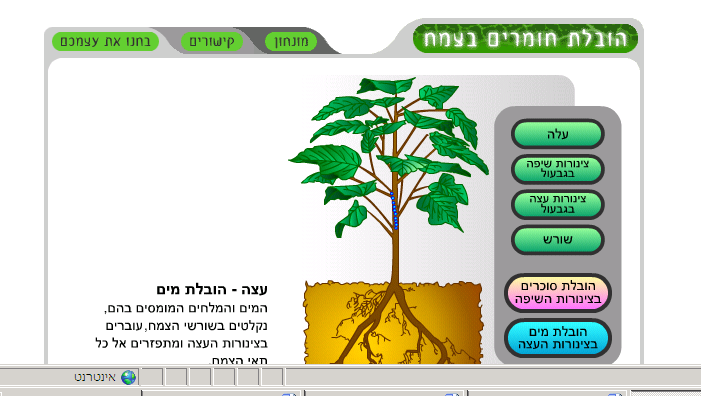 הובלת חומרים בצמח
מונחון
קישורים
בחנו את עצמכם
עלה
צינורות שיפה
בגבעול
צינורות עצה
בגבעול
שורש
הובלת סוכרים
בצינורות השיפה
הובלת מים
בצינורות העצה
עצה - הובלת מים
המים והמלחים המומסים בהם,
נקלטים בשורשי הצמח,עוברים
בצינורות העצה ומתפזרים אל כל
תאי הצמח.
אינטרנט